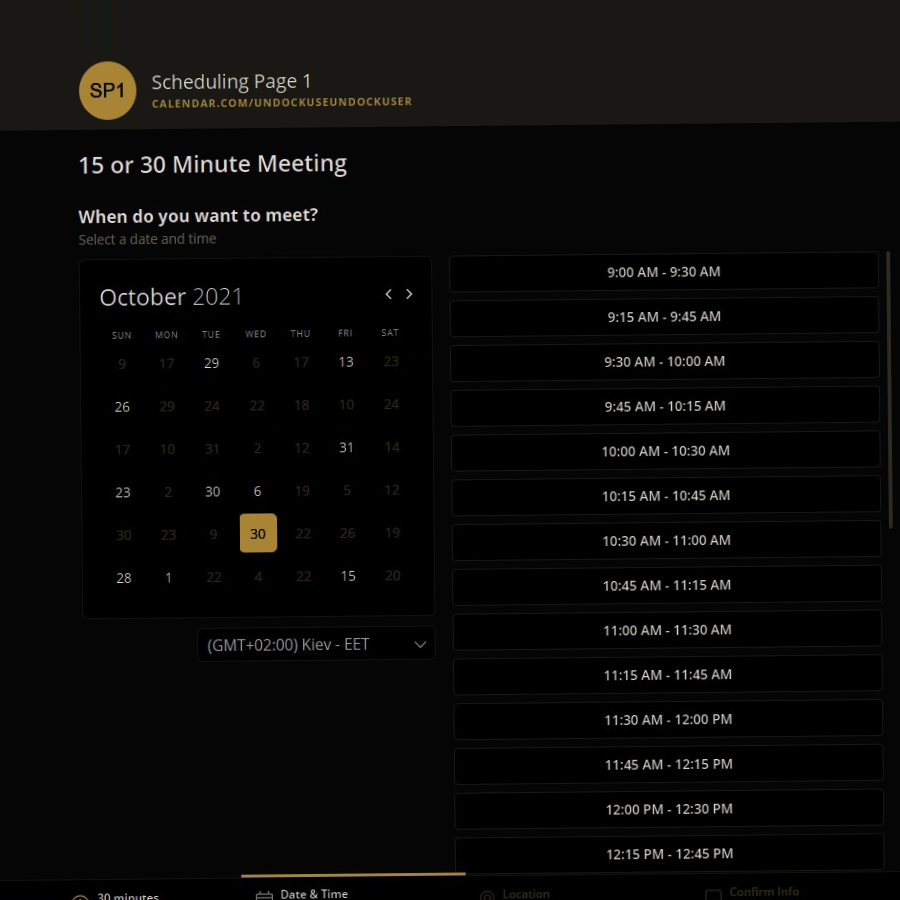 SP1
Scheduling Page 1
CALENDAR.COM/UNDOCKUSEUNDOCKUSER
15 or 30 Minute Meeting
When do you want to meet?
Select a date and time
October 2021
SUN MON TUE WED THU FRI SAT
9 17 29 6 17 13 23
26 29 24 22 18 10 24
17 10 31 2 12 31 14
23 2 30 6 19 5 12
30 23 9 30 22 26 19
28 1 22 4 22 15 20
(GMT+02:00) Kiev - EET
9:00 AM - 9:30 AM
9:15 AM - 9:45 AM
9:30 AM - 10:00 AM
9:45 AM - 10:15 AM
10:00 AM - 10:30 AM
10:15 AM - 10:45 AM
10:30 AM - 11:00 AM
10:45 AM - 11:15 AM
11:00 AM - 11:30 AM
11:15 AM - 11:45 AM
11:30 AM - 12:00 PM
11:45 AM - 12:15 PM
12:00 PM - 12:30 PM
12:15 PM - 12:45 PM
30 minutes
Date & Time
Location
Confirm Info